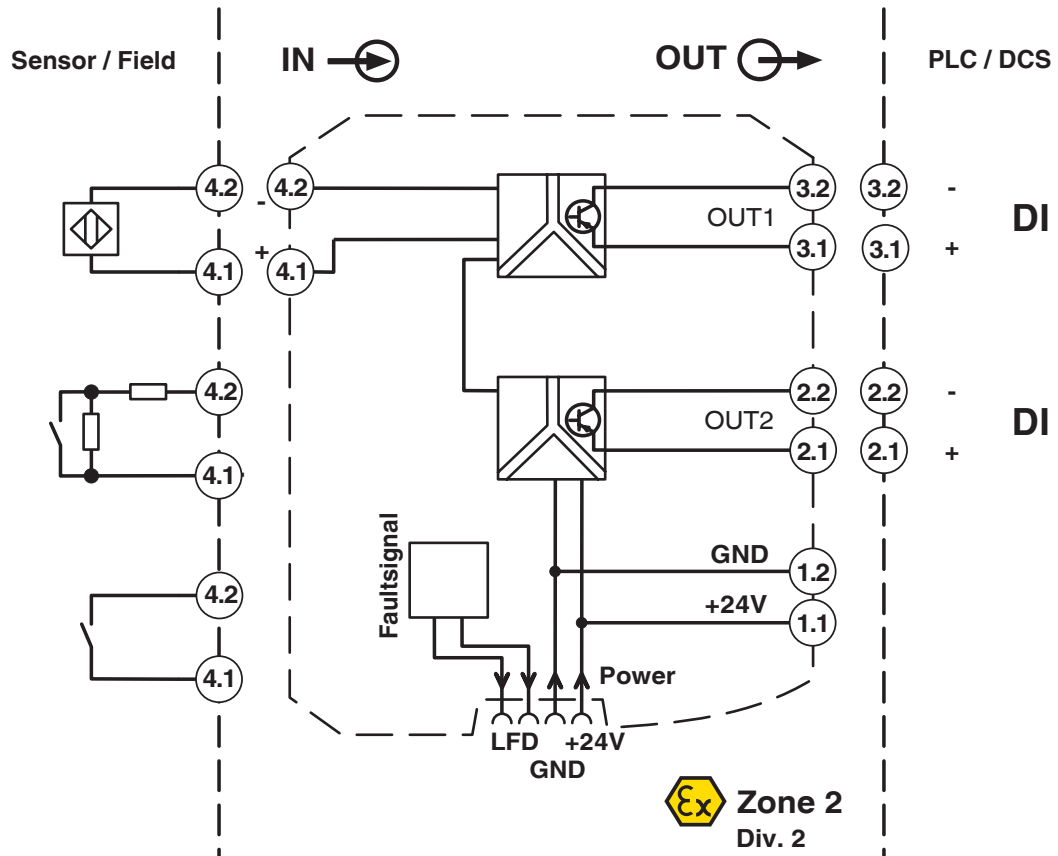 Sensor / Field
IN
OUT
PLC / DCS
4.2
4.2
-
3.2
3.2
-
OUT1
DI
4.1
+
4.1
3.1
3.1
+
4.2
2.2
2.2
-
OUT2
DI
4.1
2.1
2.1
+
Faultsignal
GND
1.2
4.2
+24V
1.1
4.1
Power
LFD
+24V
GND
Ex
Zone 2
Div. 2